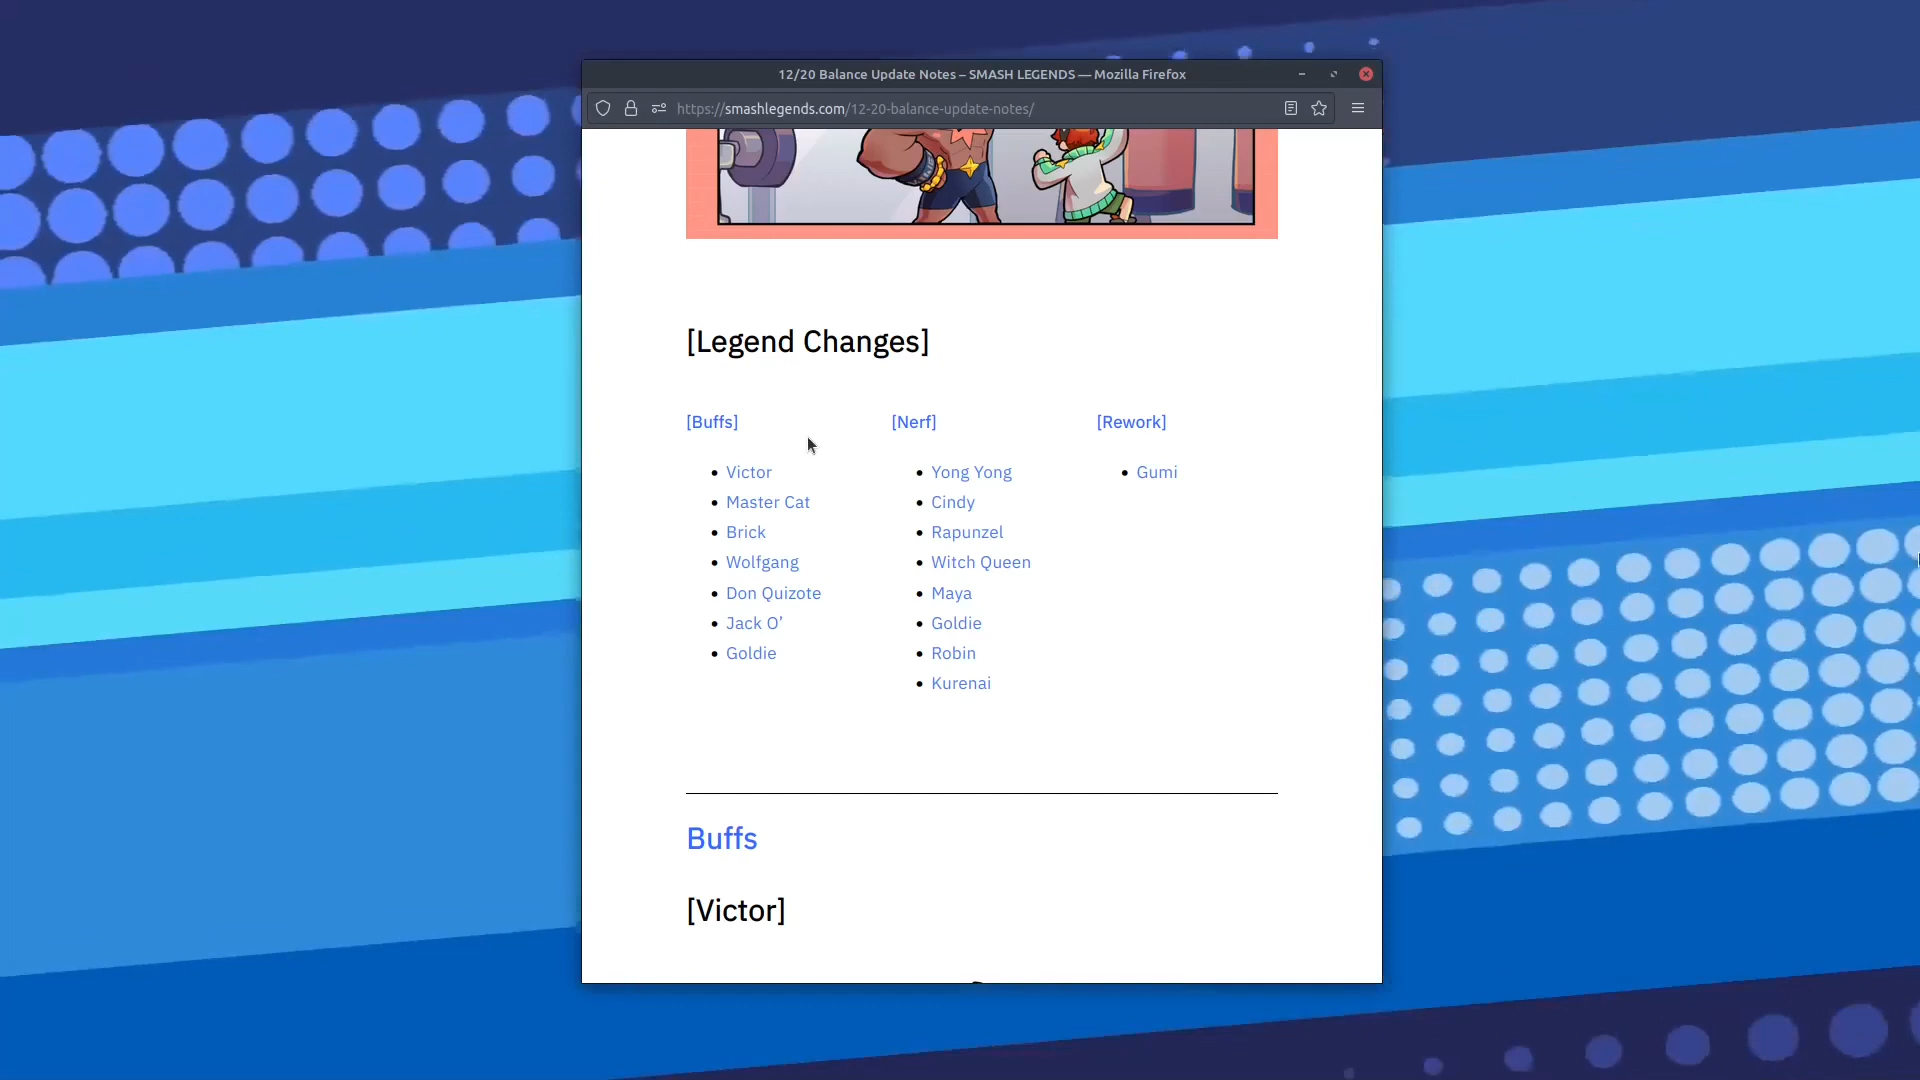 12/20 Balance Update Notes – SMASH LEGENDS — Mozilla Firefox
https://smashlegends.com/12-20-balance-update-notes/
[Legend Changes]
[Buffs]
Victor
Master Cat
Brick
Wolfgang
Don Quizote
Jack O’
Goldie
[Nerf]
Yong Yong
Cindy
Rapunzel
Witch Queen
Maya
Goldie
Robin
Kurenai
[Rework]
Gumi
Buffs
[Victor]